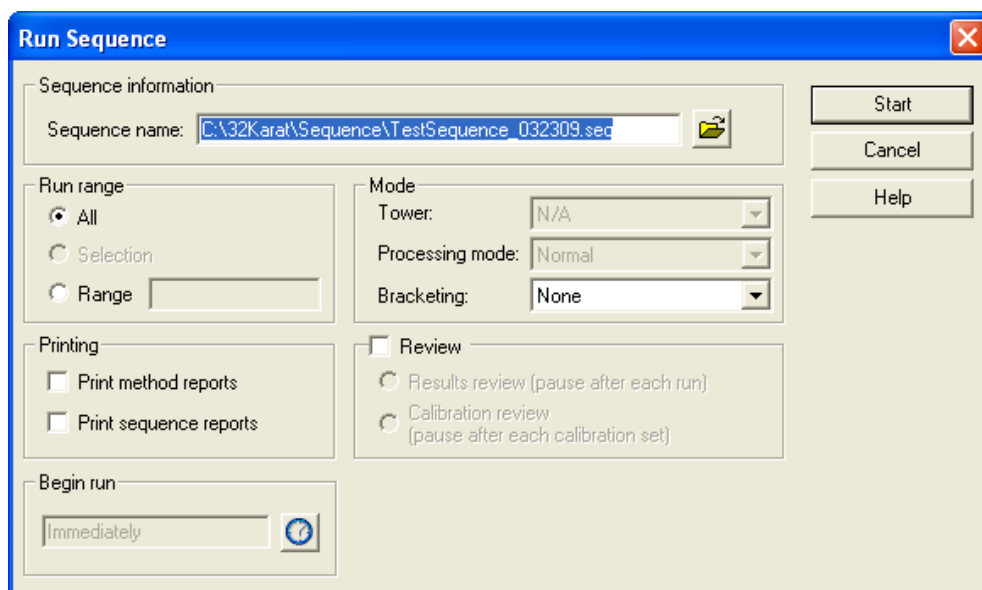 Run Sequence
Sequence information
Sequence name: C:\32Karat\Sequence\TestSequence_032309.seq
Start
Cancel
Help
Run range
All
Selection
Range
Mode
Tower: N/A
Processing mode: Normal
Bracketing: None
Printing
Print method reports
Print sequence reports
Review
Results review (pause after each run)
Calibration review
(pause after each calibration set)
Begin run
Immediately